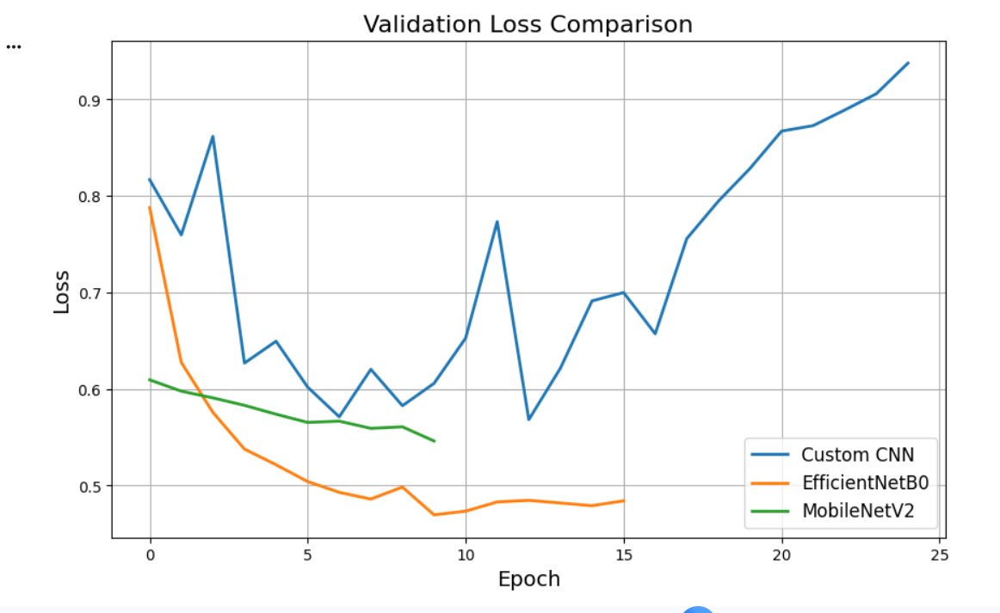 Validation Loss Comparison
...
0.9
0.8
0.7
0.6
0.5
Loss
0
5
10
15
20
25
Epoch
Custom CNN
EfficientNetB0
MobileNetV2